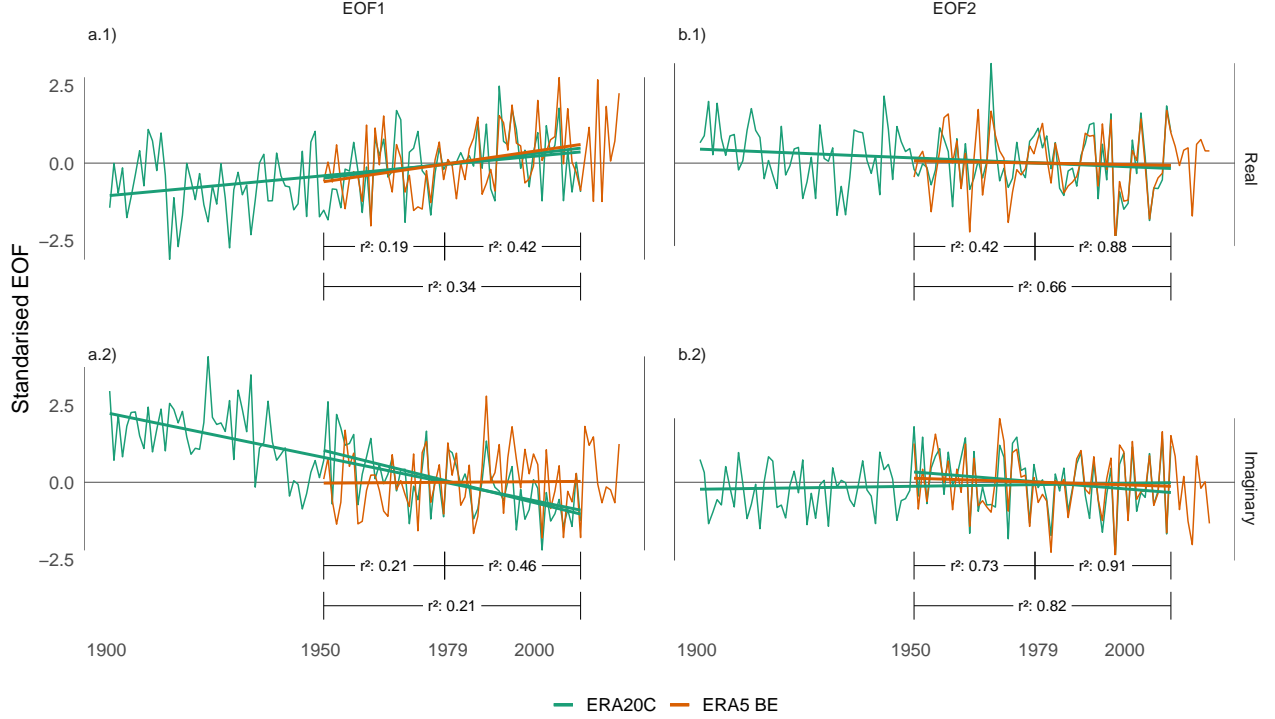 EOF1
EOF2
a.1)
b.1)
2.5
0.0
−2.5
r²: 0.19
r²: 0.42
r²: 0.34
r²: 0.42
r²: 0.88
r²: 0.66
Real
Standarised EOF
a.2)
b.2)
2.5
0.0
−2.5
r²: 0.21
r²: 0.46
r²: 0.21
r²: 0.73
r²: 0.91
r²: 0.82
Imaginary
1900 1950 1979 2000
1900 1950 1979 2000
ERA20C ERA5 BE